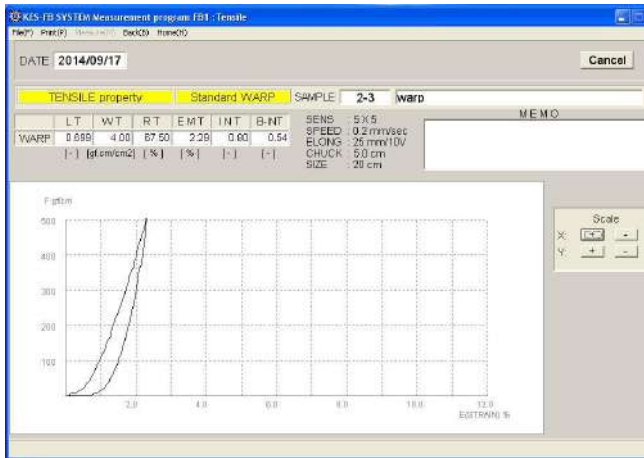 KES-FB SYSTEM Measurement program FB1 : Tensile
File(F) Print(P) Measure(M) Back(B) Home(H)
DATE 2014/09/17 Cancel
TENSILE property Standard WARP SAMPLE 2-3 warp
MEMO
LT WT RT EMT INT B-INT
WARP 0.699 4.00 67.50 2.29 0.80 0.54
[-] [gf.cm/cm2] [%] [%] [-] [-]
SENS : 5X5
SPEED : 0.2 mm/sec
ELONG : 25 mm/10V
CHUCK : 5.0 cm
SIZE : 20 cm
F gf/cm
500
400
300
200
100
2.0 4.0 6.0 8.0 10.0 12.0
E(STRAIN) %
Scale
X: + -
Y: + -